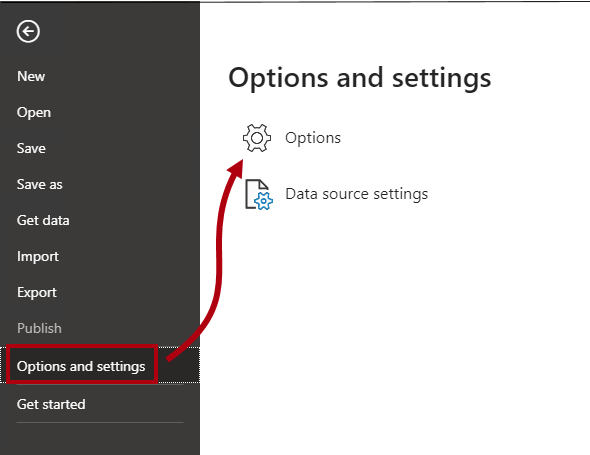 New
Open
Save
Save as
Get data
Import
Export
Publish
Options and settings
Get started
Options and settings
Options
Data source settings